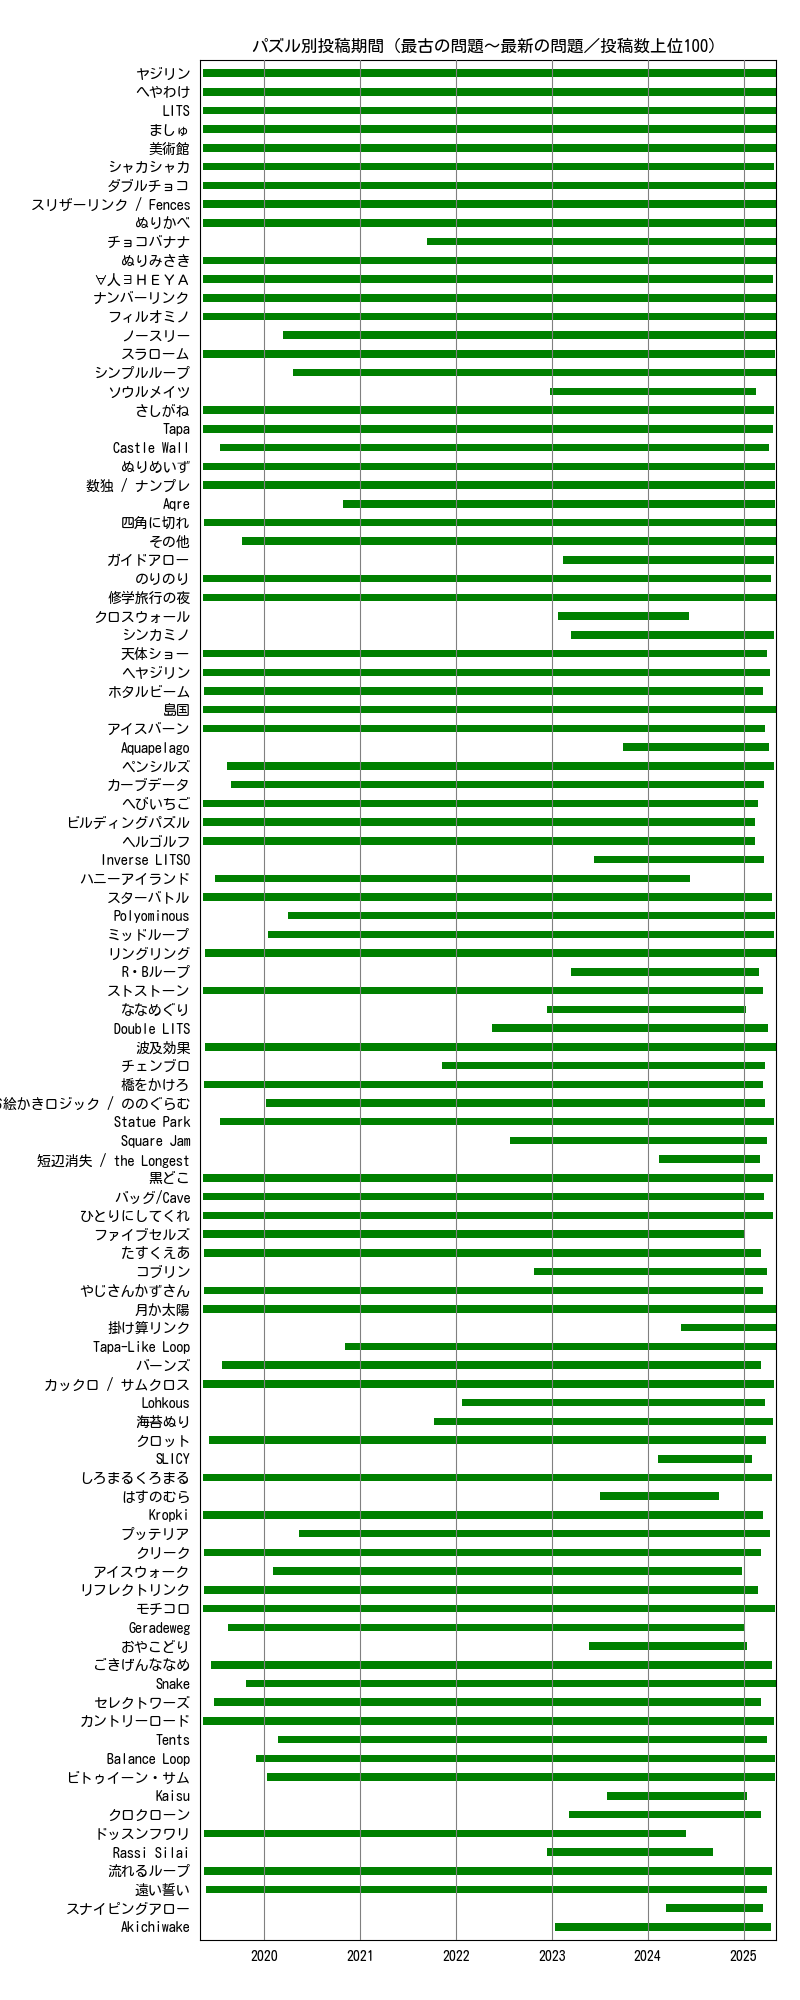 パズル別投稿期間（最古の問題～最新の問題／投稿数上位100）
ヤジリン
へやわけ
LITS
ましゅ
美術館
シャカシャカ
ダブルチョコ
スリザーリンク / Fences
ぬりかべ
チョコバナナ
ぬりみさき
∀人∃ＨＥＹＡ
ナンバーリンク
フィルオミノ
ノースリー
スラローム
シンプルループ
ソウルメイツ
さしがね
Tapa
Castle Wall
ぬりめいず
数独 / ナンプレ
Aqre
四角に切れ
その他
ガイドアロー
のりのり
修学旅行の夜
クロスウォール
シンカミノ
天体ショー
ヘヤジリン
ホタルビーム
島国
アイスバーン
Aquapelago
ペンシルズ
カーブデータ
へびいちご
ビルディングパズル
ヘルゴルフ
Inverse LITSO
ハニーアイランド
スターバトル
Polyominous
ミッドループ
リングリング
R・Bループ
ストストーン
ななめぐり
Double LITS
波及効果
チェンブロ
橋をかけろ
絵かきロジック / ののぐらむ
Statue Park
Square Jam
短辺消失 / the Longest
黒どこ
バッグ/Cave
ひとりにしてくれ
ファイブセルズ
たすくえあ
コブリン
やじさんかずさん
月か太陽
掛け算リンク
Tapa-Like Loop
バーンズ
カックロ / サムクロス
Lohkous
海苔ぬり
クロット
SLICY
しろまるくろまる
はすのむら
Kropki
プッテリア
クリーク
アイスウォーク
リフレクトリンク
モチコロ
Geradeweg
おやこどり
ごきげんななめ
Snake
セレクトワーズ
カントリーロード
Tents
Balance Loop
ビトゥイーン・サム
Kaisu
クロクローン
ドッスンフワリ
Rassi Silai
流れるループ
遠い誓い
スナイピングアロー
Akichiwake
2020 2021 2022 2023 2024 2025